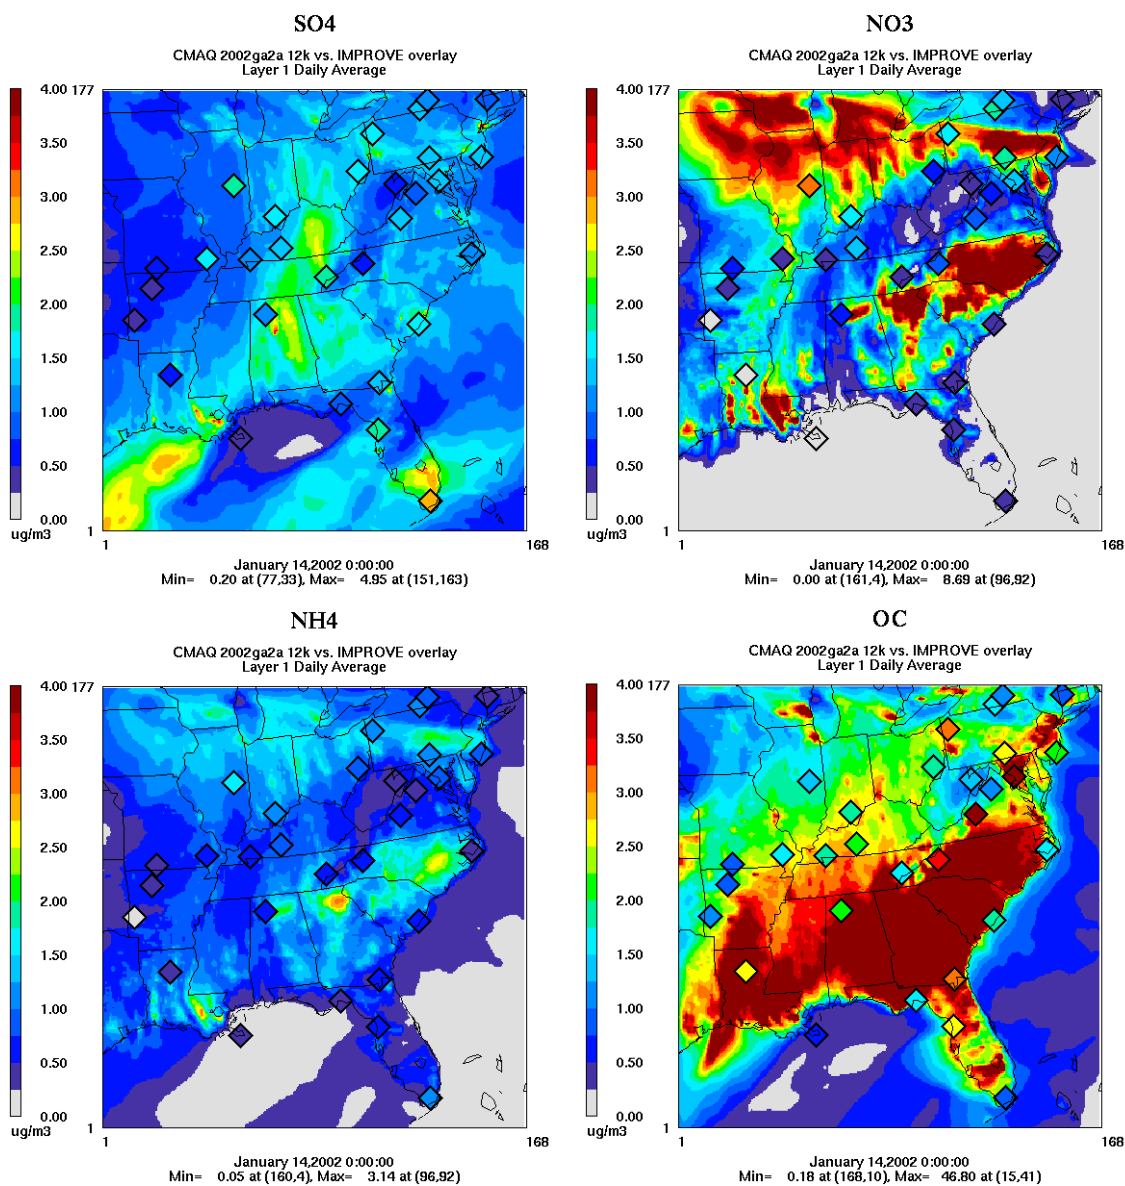 SO4
CMAQ 2002ga2a 12k vs. IMPROVE overlay
Layer 1 Daily Average
4.00 177
3.50
3.00
2.50
2.00
1.50
1.00
0.50
0.00
ug/m3
1
1
168
January 14,2002 0:00:00
Min= 0.20 at (77,33), Max= 4.95 at (151,163)
NO3
CMAQ 2002ga2a 12k vs. IMPROVE overlay
Layer 1 Daily Average
4.00 177
3.50
3.00
2.50
2.00
1.50
1.00
0.50
0.00
ug/m3
1
1
168
January 14,2002 0:00:00
Min= 0.00 at (161,4), Max= 8.69 at (96,92)
NH4
CMAQ 2002ga2a 12k vs. IMPROVE overlay
Layer 1 Daily Average
4.00 177
3.50
3.00
2.50
2.00
1.50
1.00
0.50
0.00
ug/m3
1
1
168
January 14,2002 0:00:00
Min= 0.05 at (160,4), Max= 3.14 at (96,92)
OC
CMAQ 2002ga2a 12k vs. IMPROVE overlay
Layer 1 Daily Average
4.00 177
3.50
3.00
2.50
2.00
1.50
1.00
0.50
0.00
ug/m3
1
1
168
January 14,2002 0:00:00
Min= 0.18 at (168,10), Max= 46.80 at (15,41)